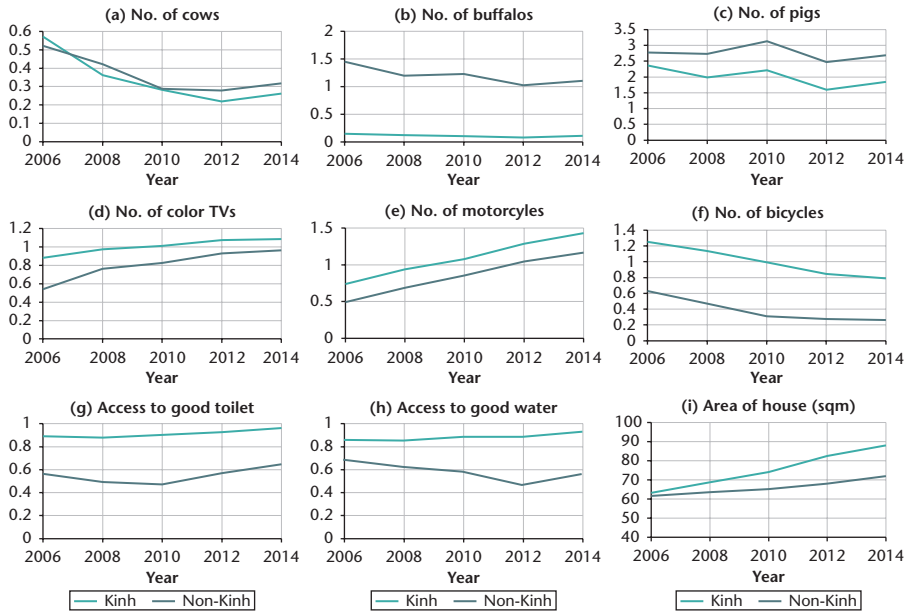 (a) No. of cows
0.6
0.5
0.4
0.3
0.2
0.1
0
2006 2008 2010 2012 2014
Year
(b) No. of buffalos
2
1.5
1
0.5
0
2006 2008 2010 2012 2014
Year
(c) No. of pigs
3.5
3
2.5
2
1.5
1
0.5
0
2006 2008 2010 2012 2014
Year
(d) No. of color TVs
1.2
1
0.8
0.6
0.4
0.2
0
2006 2008 2010 2012 2014
Year
(e) No. of motorcyles
1.5
1
0.5
0
2006 2008 2010 2012 2014
Year
(f) No. of bicycles
1.4
1.2
1
0.8
0.6
0.4
0.2
0
2006 2008 2010 2012 2014
Year
(g) Access to good toilet
1
0.8
0.6
0.4
0.2
0
2006 2008 2010 2012 2014
Year
Kinh Non-Kinh
(h) Access to good water
1
0.8
0.6
0.4
0.2
0
2006 2008 2010 2012 2014
Year
Kinh Non-Kinh
(i) Area of house (sqm)
100
90
80
70
60
50
40
2006 2008 2010 2012 2014
Year
Kinh Non-Kinh